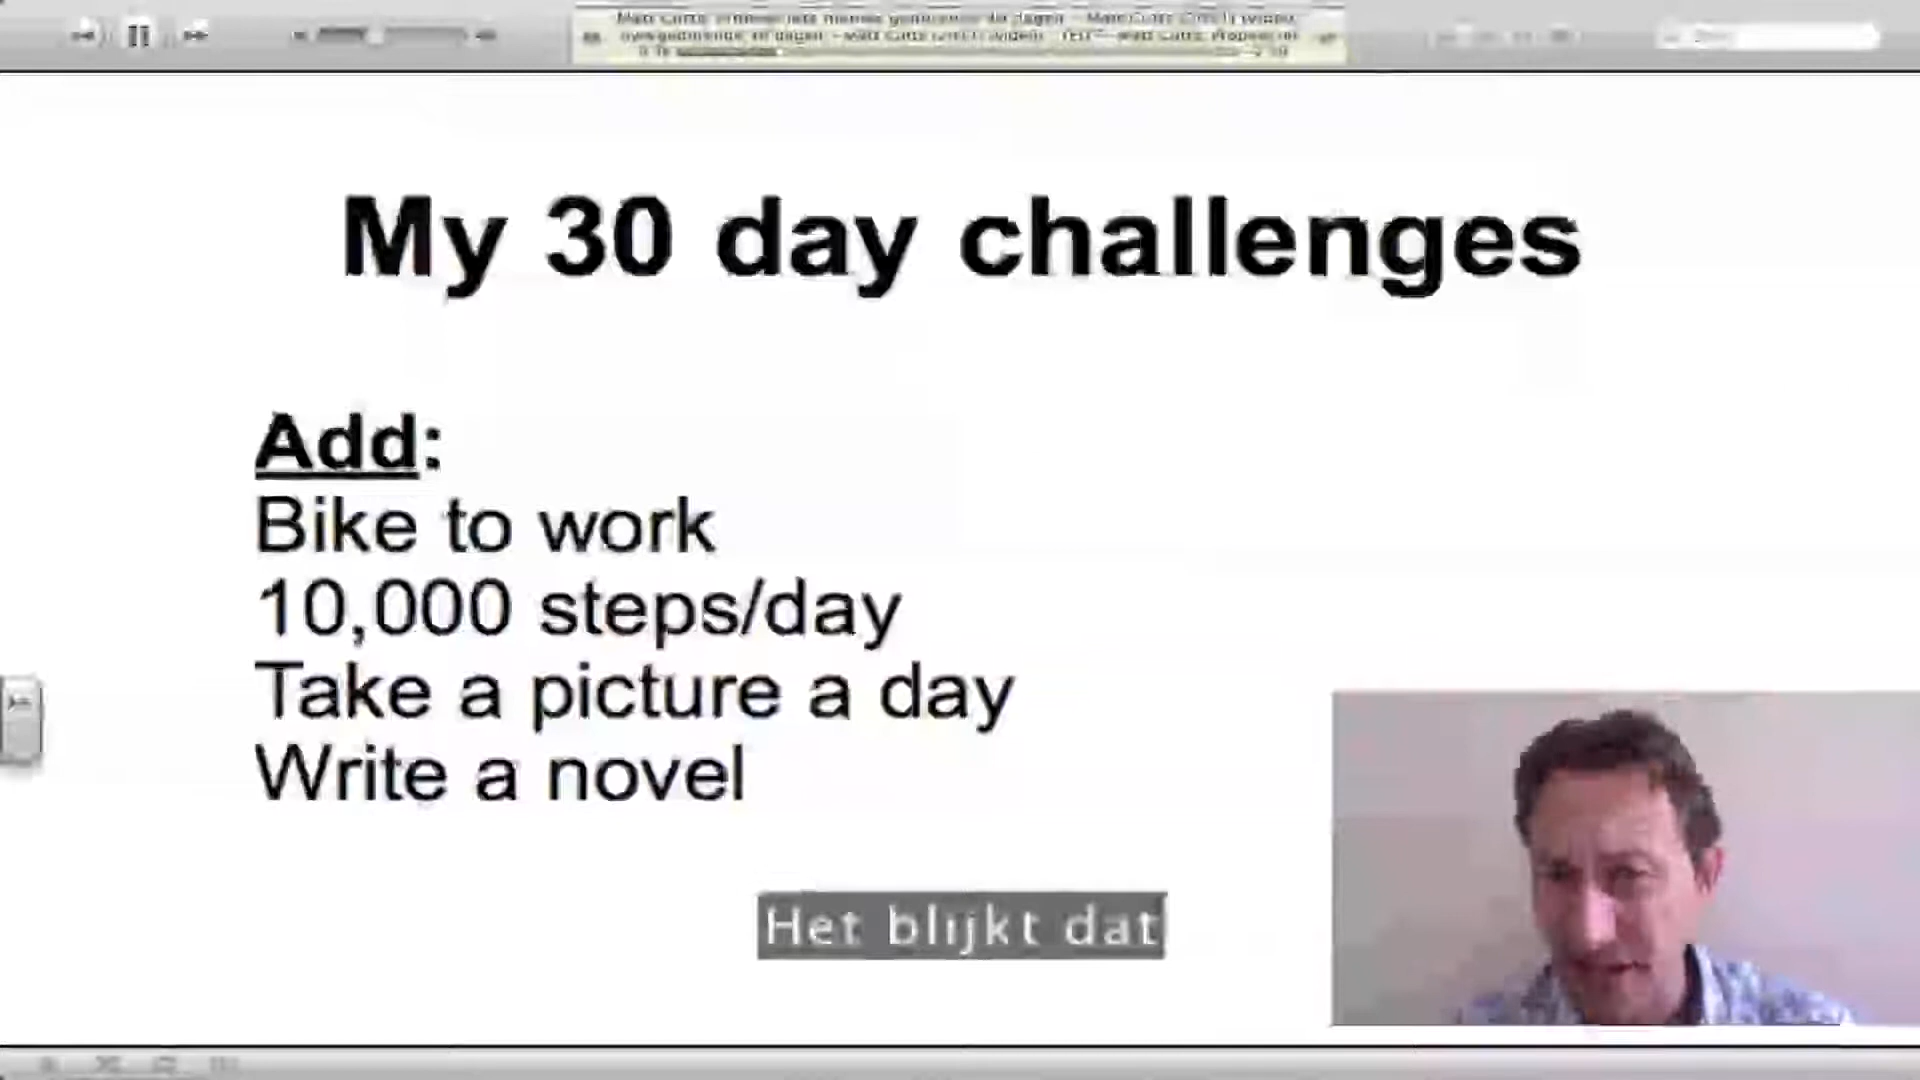 My 30 day challenges
Add:
Bike to work
10,000 steps/day
Take a picture a day
Write a novel
Het blijkt dat